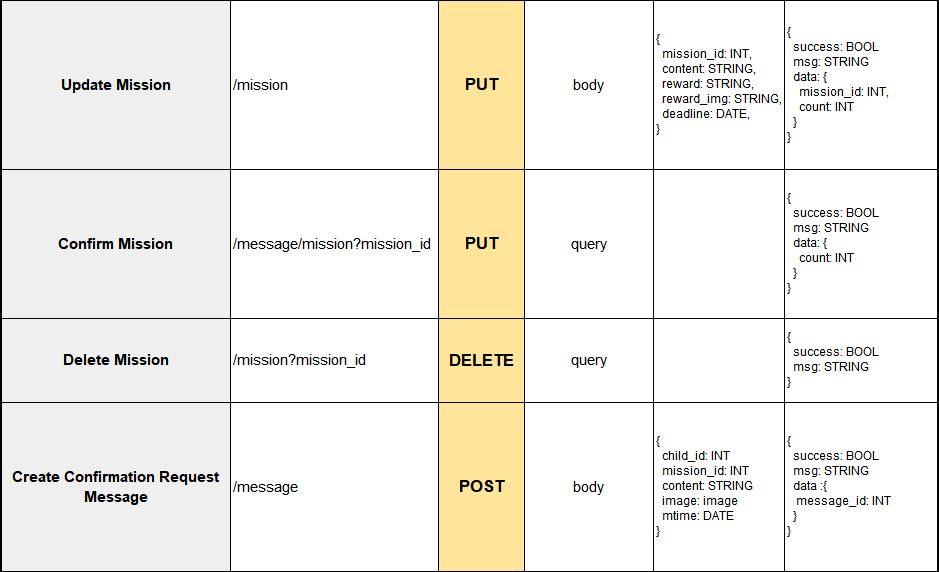 Update Mission
/mission
PUT
body
{
mission_id: INT,
content: STRING,
reward: STRING,
reward_img: STRING,
deadline: DATE,
}
{
success: BOOL
msg: STRING
data: {
mission_id: INT,
count: INT
}
}
Confirm Mission
/message/mission?mission_id
PUT
query
{
success: BOOL
msg: STRING
data: {
count: INT
}
}
Delete Mission
/mission?mission_id
DELETE
query
{
success: BOOL
msg: STRING
}
Create Confirmation Request
Message
/message
POST
body
{
child_id: INT
mission_id: INT
content: STRING
image: image
mtime: DATE
}
{
success: BOOL
msg: STRING
data :{
message_id: INT
}
}